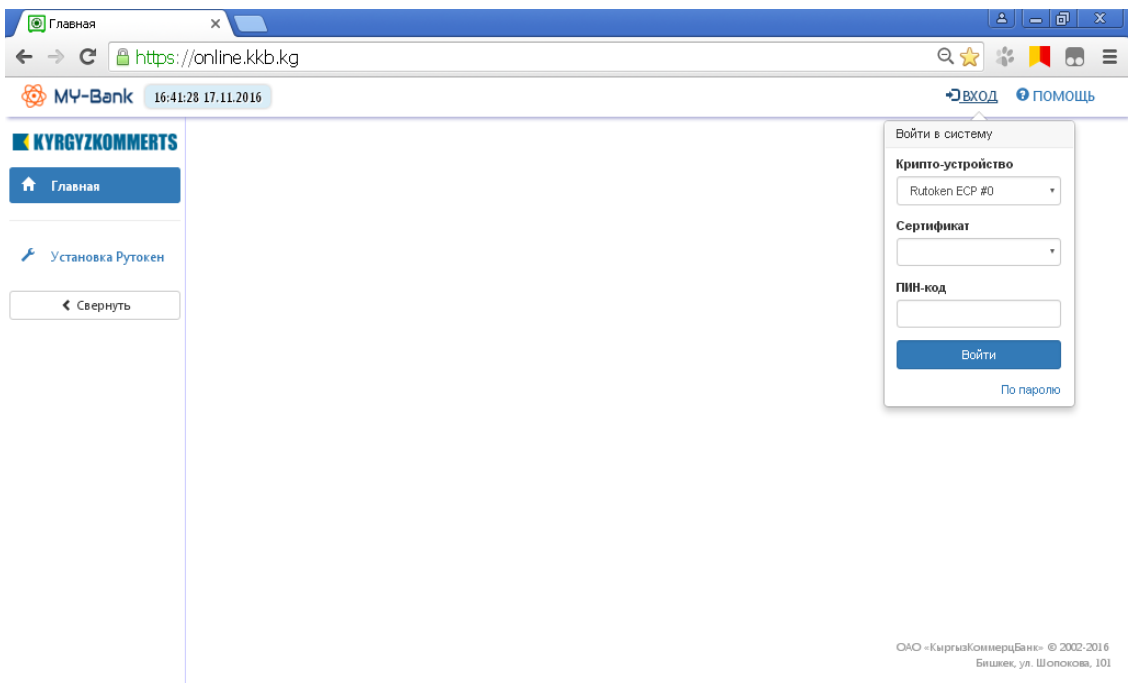 Главная
https://online.kkb.kg
MY-Bank 16:41:28 17.11.2016 ВХОД ПОМОЩЬ
KYRGYZKOMMERTS
Главная
Установка Рутокен
Свернуть
Войти в систему
Крипто-устройство
Rutoken ECP #0
Сертификат
ПИН-код
Войти
По паролю
ОАО «КыргызКоммерцБанк» © 2002-2016
Бишкек, ул. Шопокова, 101